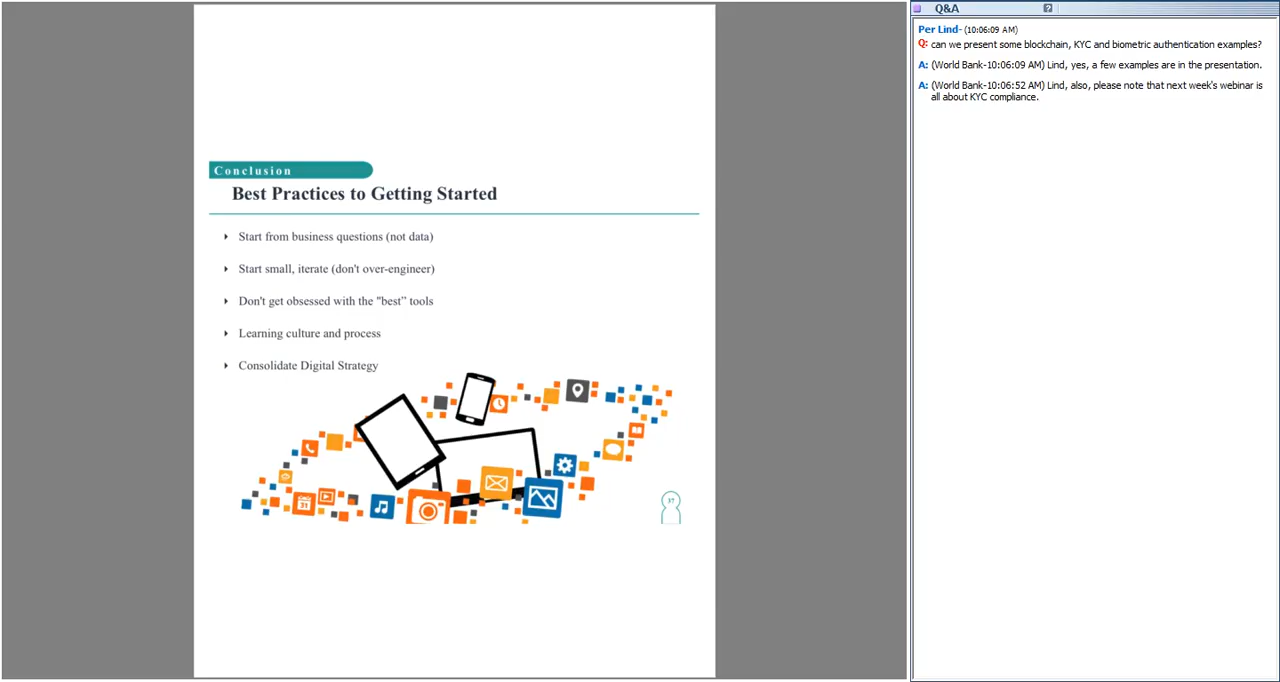 Conclusion
Best Practices to Getting Started
Start from business questions (not data)
Start small, iterate (don't over-engineer)
Don't get obsessed with the "best” tools
Learning culture and process
Consolidate Digital Strategy
31
37
Q&A
?
Per Lind- (10:06:09 AM)
Q: can we present some blockchain, KYC and biometric authentication examples?
A: (World Bank-10:06:09 AM) Lind, yes, a few examples are in the presentation.
A: (World Bank-10:06:52 AM) Lind, also, please note that next week's webinar is
all about KYC compliance.